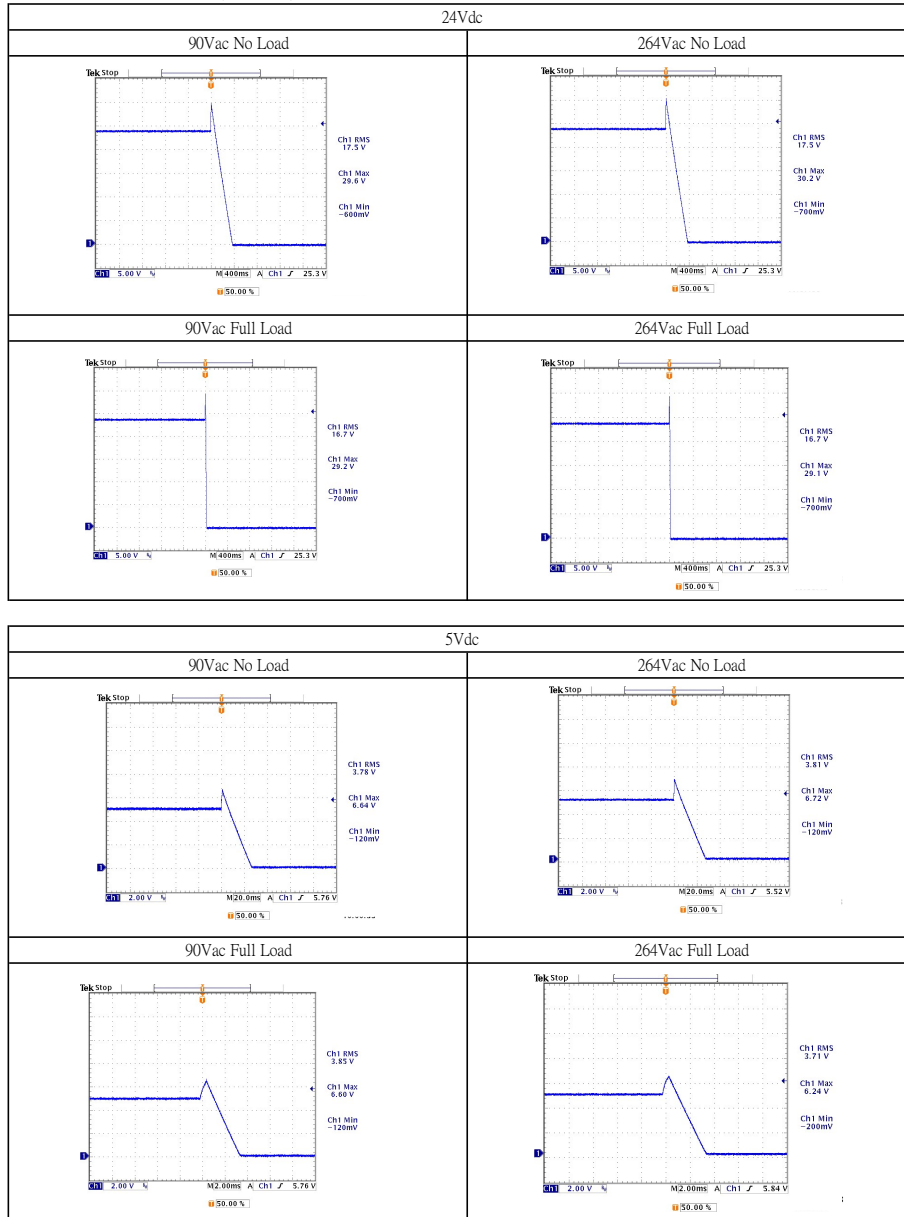 24Vdc
90Vac No Load
264Vac No Load
Tek Stop
Ch1 RMS
17.5 V
Ch1 Max
29.6 V
Ch1 Min
-600mV
1
Ch1 5.00 V M 400ms A Ch1 25.3 V
50.00 %
Tek Stop
Ch1 RMS
17.5 V
Ch1 Max
30.2 V
Ch1 Min
-700mV
1
Ch1 5.00 V M 400ms A Ch1 25.3 V
50.00 %
90Vac Full Load
264Vac Full Load
Tek Stop
Ch1 RMS
16.7 V
Ch1 Max
29.2 V
Ch1 Min
-700mV
1
Ch1 5.00 V M 400ms A Ch1 25.3 V
50.00 %
Tek Stop
Ch1 RMS
16.7 V
Ch1 Max
29.1 V
Ch1 Min
-700mV
1
Ch1 5.00 V M 400ms A Ch1 25.3 V
50.00 %
5Vdc
90Vac No Load
264Vac No Load
Tek Stop
Ch1 RMS
3.78 V
Ch1 Max
6.64 V
Ch1 Min
-120mV
1
Ch1 2.00 V M 20.0ms A Ch1 5.76 V
50.00 %
Tek Stop
Ch1 RMS
3.81 V
Ch1 Max
6.72 V
Ch1 Min
-120mV
1
Ch1 2.00 V M 20.0ms A Ch1 5.52 V
50.00 %
90Vac Full Load
264Vac Full Load
Tek Stop
Ch1 RMS
3.85 V
Ch1 Max
6.60 V
Ch1 Min
-120mV
1
Ch1 2.00 V M 2.00ms A Ch1 5.76 V
50.00 %
Tek Stop
Ch1 RMS
3.71 V
Ch1 Max
6.24 V
Ch1 Min
-200mV
1
Ch1 2.00 V M 2.00ms A Ch1 5.84 V
50.00 %